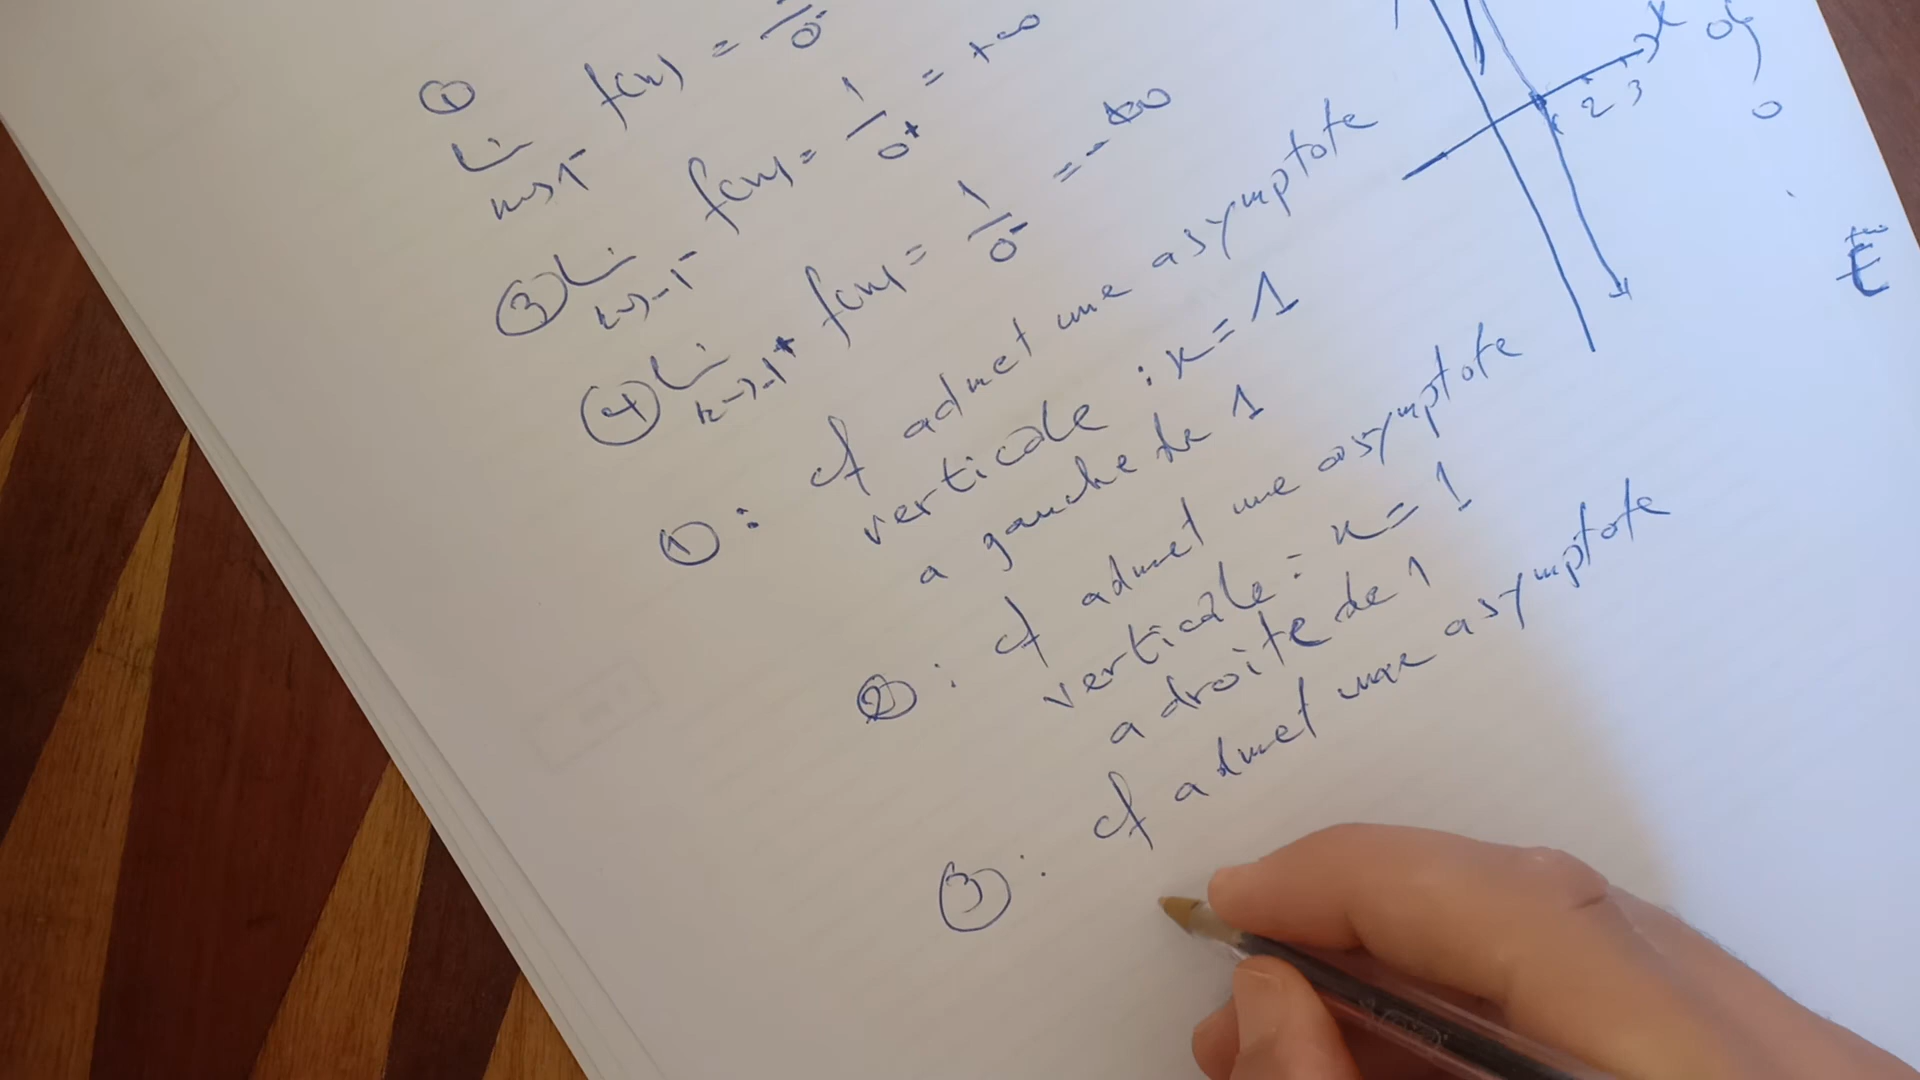 ①
lim f(x) =
x→1⁻
③ lim f(x) = 1/0⁺ = +∞
x→-1⁻
④ lim f(x) = 1/0⁻ = -∞
x→-1⁺
①: Cf admet une asymptote
verticale : x = 1
a gauche de 1
②: Cf admet une asymptote
verticale : x = 1
a droite de 1
③: Cf admet une asymptote
x
2 3
0